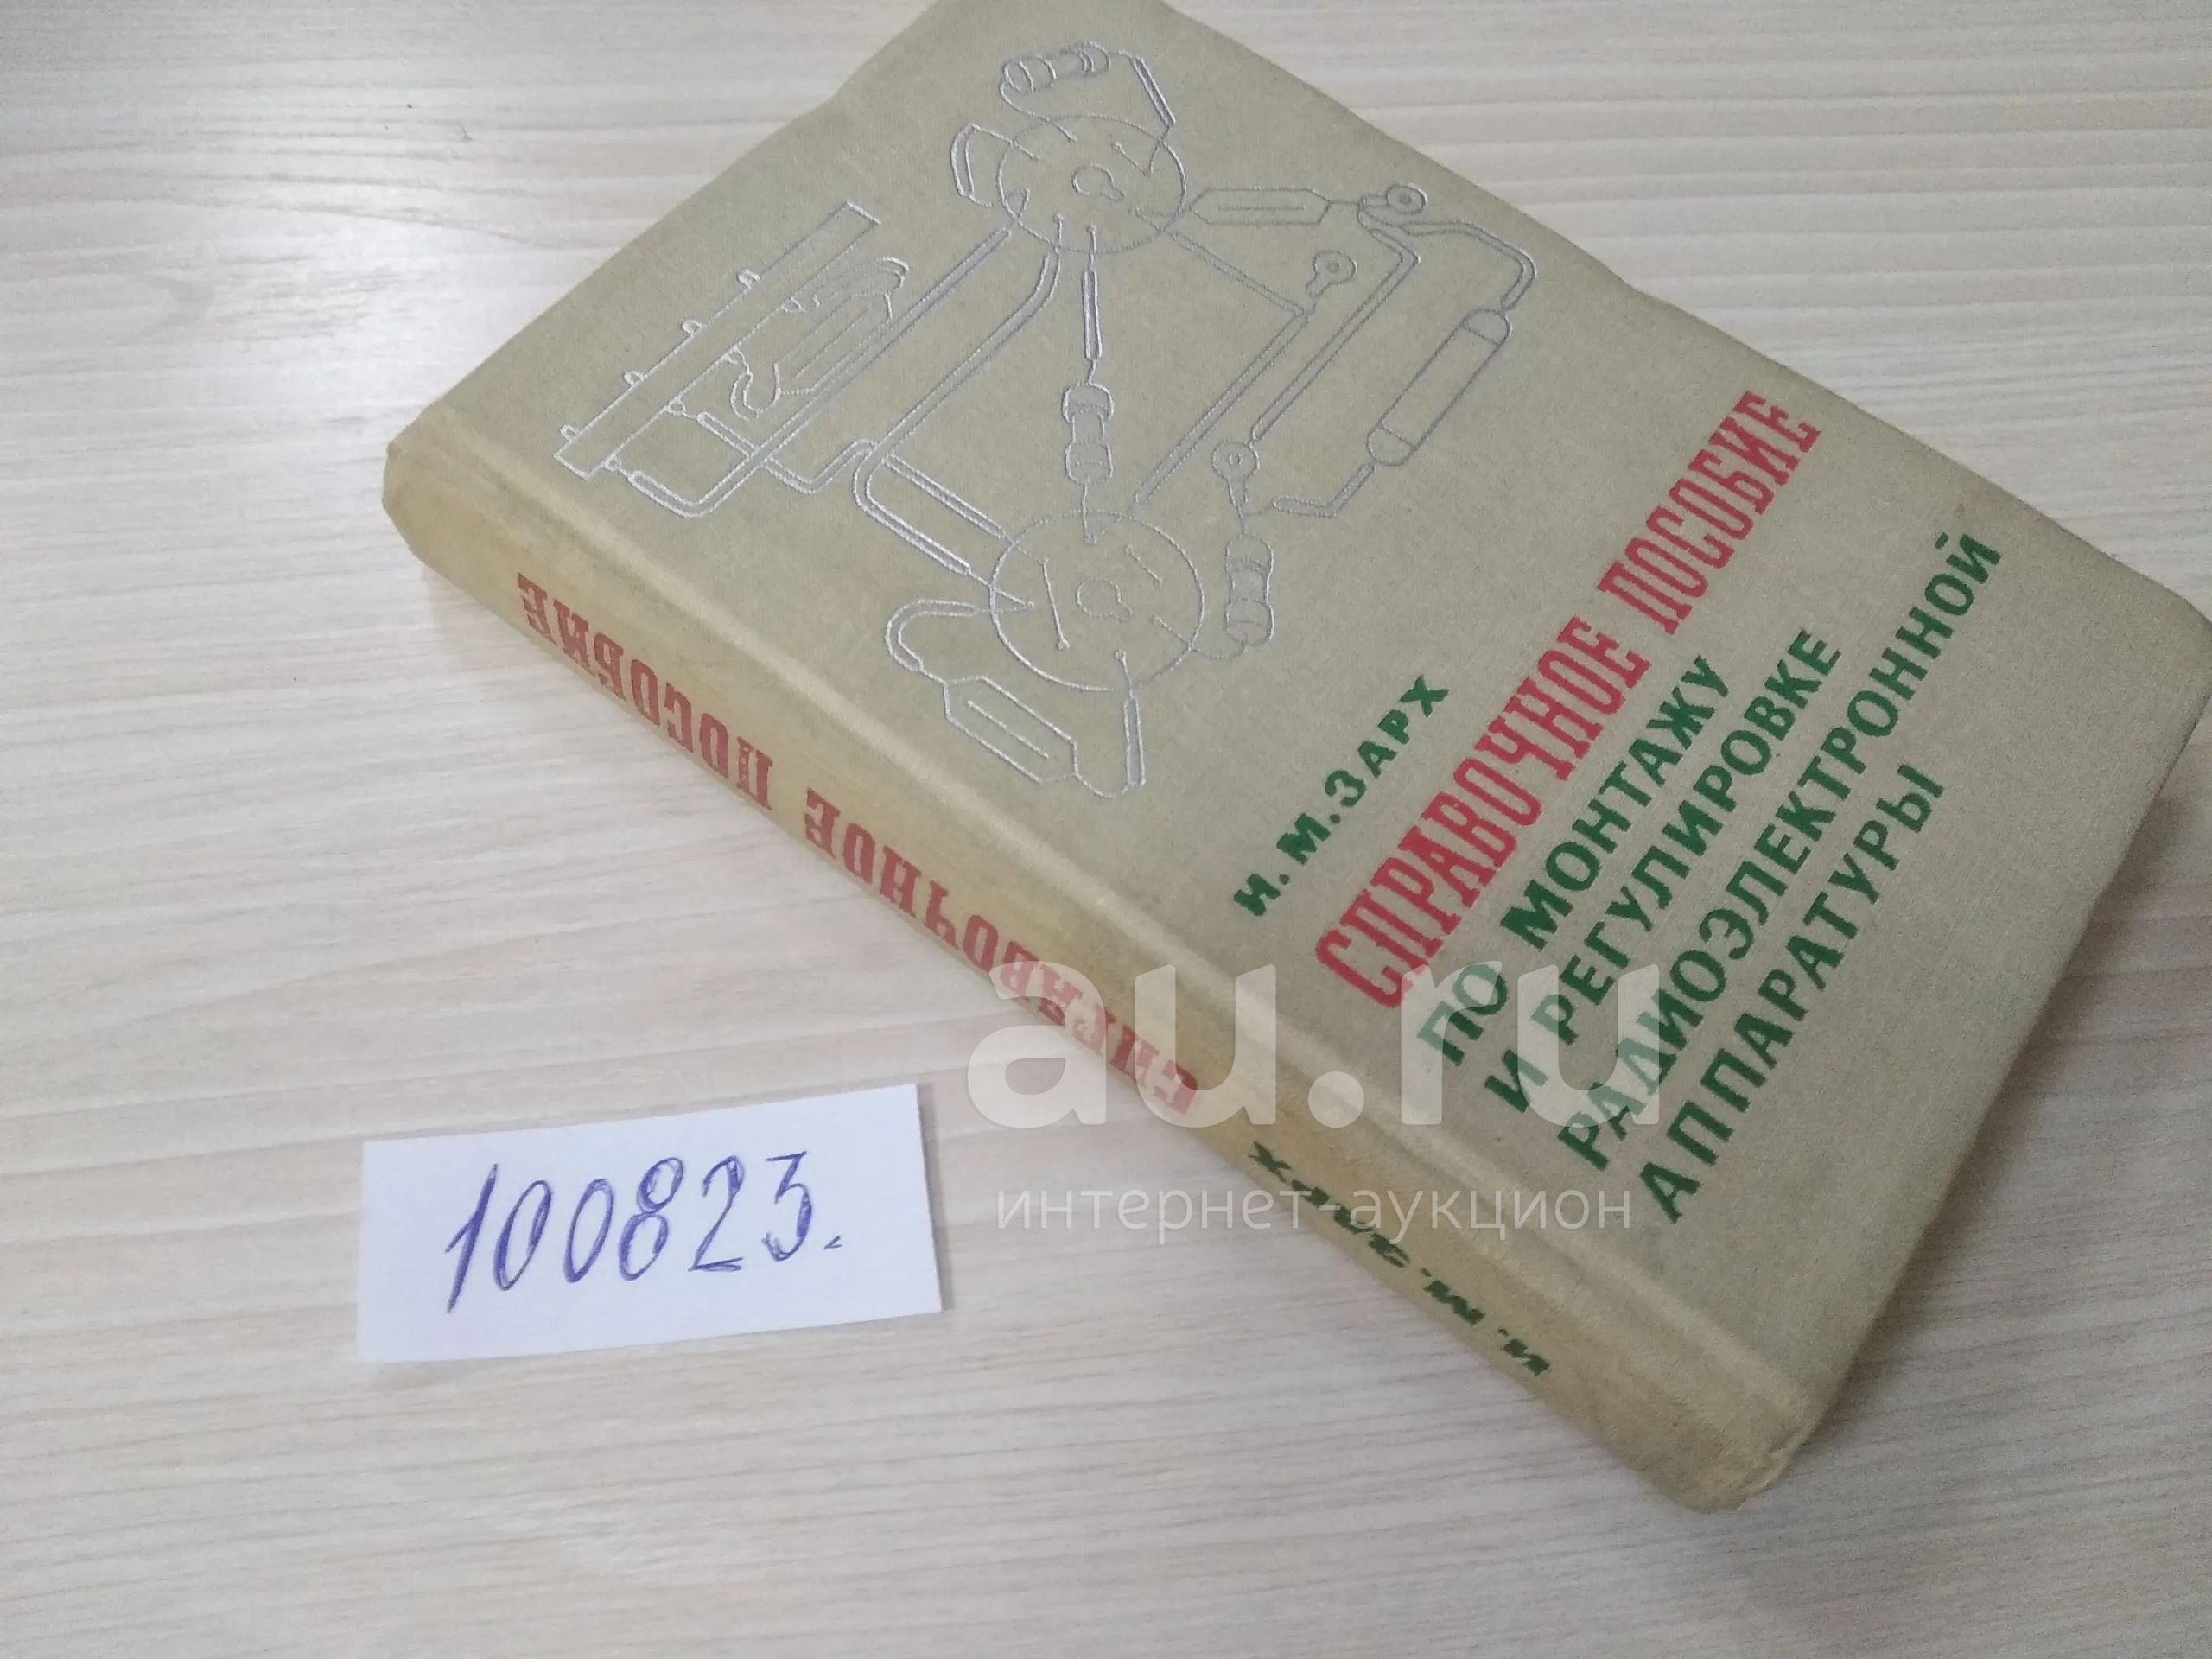 И. М. ЗАРХ
СПРАВОЧНОЕ ПОСОБИЕ
ПО МОНТАЖУ
И РЕГУЛИРОВКЕ
РАДИОЭЛЕКТРОННОЙ
АППАРАТУРЫ
И. М. ЗАРХ СПРАВОЧНОЕ ПОСОБИЕ
100823.
au.ru
интернет-аукцион